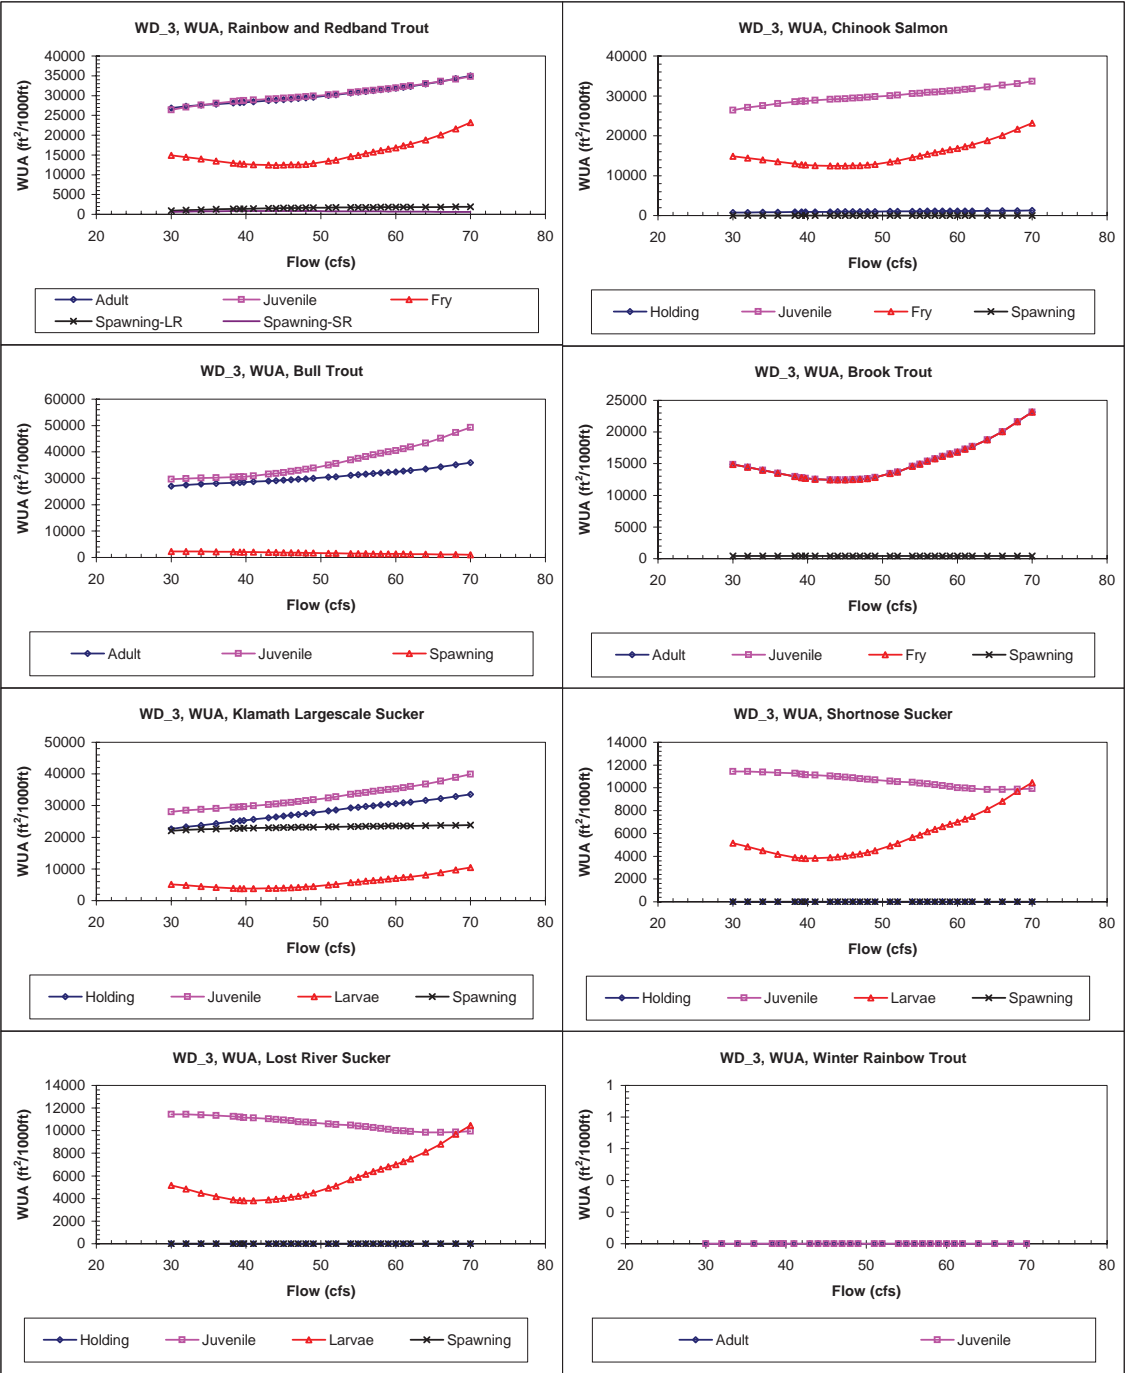 WD_3, WUA, Rainbow and Redband Trout
WUA (ft²/1000ft)
40000
35000
30000
25000
20000
15000
10000
5000
0
20 30 40 50 60 70 80
Flow (cfs)
Adult Juvenile Fry
Spawning-LR Spawning-SR
WD_3, WUA, Chinook Salmon
WUA (ft²/1000ft)
40000
30000
20000
10000
0
20 30 40 50 60 70 80
Flow (cfs)
Holding Juvenile Fry Spawning
WD_3, WUA, Bull Trout
WUA (ft²/1000ft)
60000
50000
40000
30000
20000
10000
0
20 30 40 50 60 70 80
Flow (cfs)
Adult Juvenile Spawning
WD_3, WUA, Brook Trout
WUA (ft²/1000ft)
25000
20000
15000
10000
5000
0
20 30 40 50 60 70 80
Flow (cfs)
Adult Juvenile Fry Spawning
WD_3, WUA, Klamath Largescale Sucker
WUA (ft²/1000ft)
50000
40000
30000
20000
10000
0
20 30 40 50 60 70 80
Flow (cfs)
Holding Juvenile Larvae Spawning
WD_3, WUA, Shortnose Sucker
WUA (ft²/1000ft)
14000
12000
10000
8000
6000
4000
2000
0
20 30 40 50 60 70 80
Flow (cfs)
Holding Juvenile Larvae Spawning
WD_3, WUA, Lost River Sucker
WUA (ft²/1000ft)
14000
12000
10000
8000
6000
4000
2000
0
20 30 40 50 60 70 80
Flow (cfs)
Holding Juvenile Larvae Spawning
WD_3, WUA, Winter Rainbow Trout
WUA (ft²/1000ft)
1
1
1
0
0
0
20 30 40 50 60 70 80
Flow (cfs)
Adult Juvenile